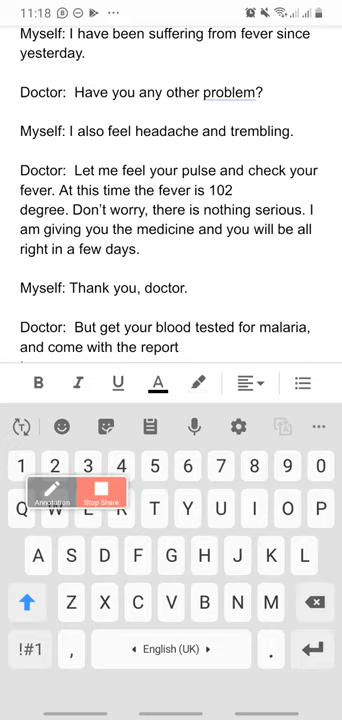 11:18
Myself: I have been suffering from fever since
yesterday.
Doctor:  Have you any other problem?
Myself: I also feel headache and trembling.
Doctor:  Let me feel your pulse and check your
fever. At this time the fever is 102
degree. Don’t worry, there is nothing serious. I
am giving you the medicine and you will be all
right in a few days.
Myself: Thank you, doctor.
Doctor:  But get your blood tested for malaria,
and come with the report
B I U A
1 2 3 4 5 6 7 8 9 0
Q W E R T Y U I O P
Annotation Stop Share
A S D F G H J K L
Z X C V B N M
!#1 , English (UK) .